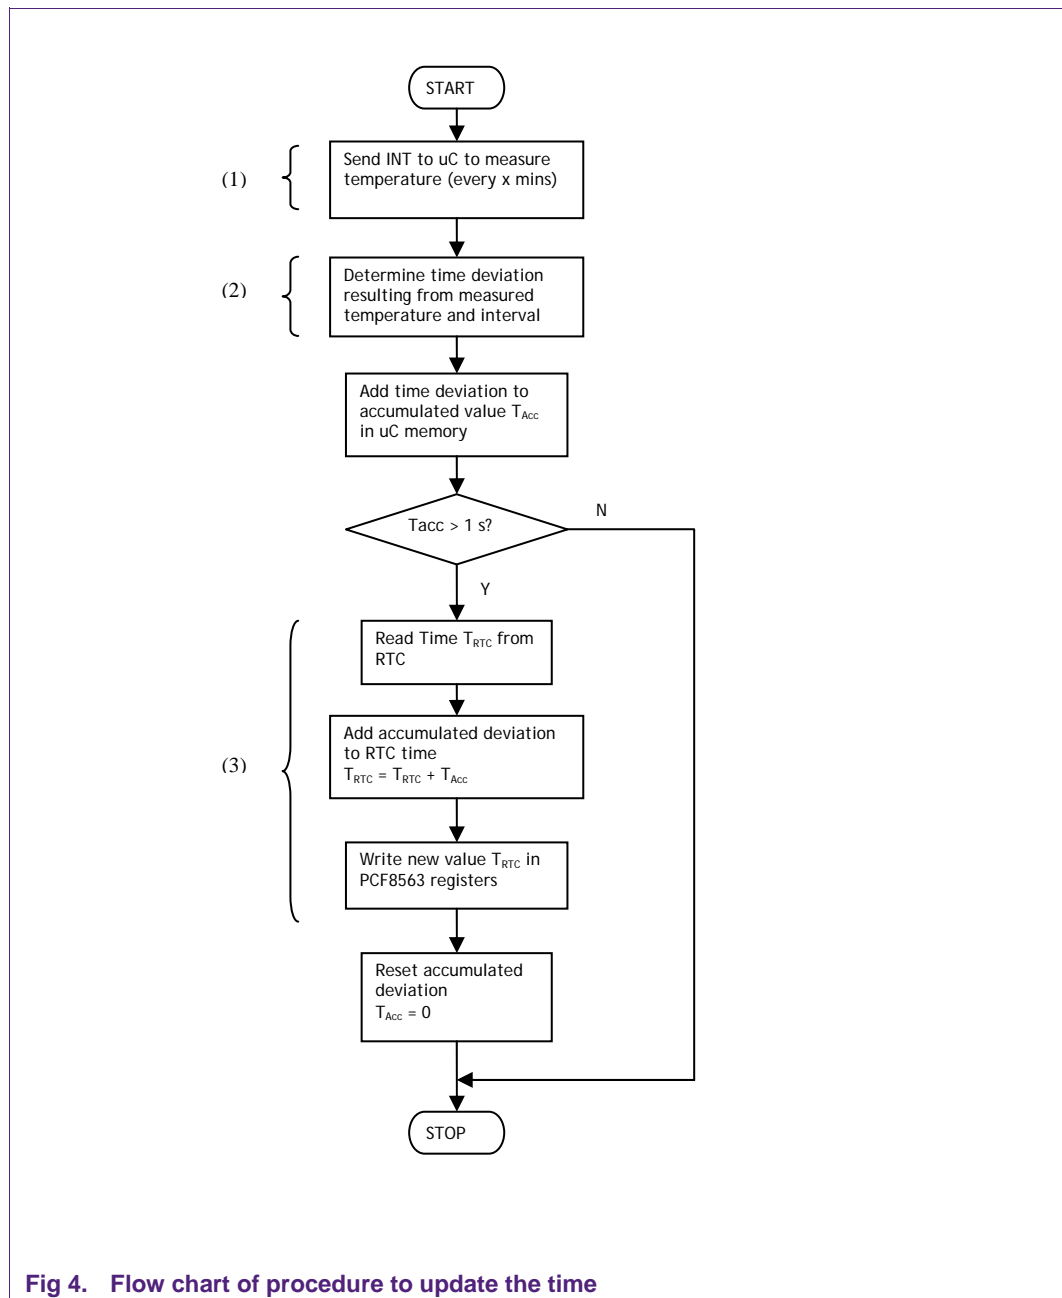 START
(1)
Send INT to uC to measure
temperature (every x mins)
(2)
Determine time deviation
resulting from measured
temperature and interval
Add time deviation to
accumulated value TAcc
in uC memory
Tacc > 1 s?
N
Y
(3)
Read Time TRTC from
RTC
Add accumulated deviation
to RTC time
TRTC = TRTC + TAcc
Write new value TRTC in
PCF8563 registers
Reset accumulated
deviation
TAcc = 0
STOP
Fig 4. Flow chart of procedure to update the time